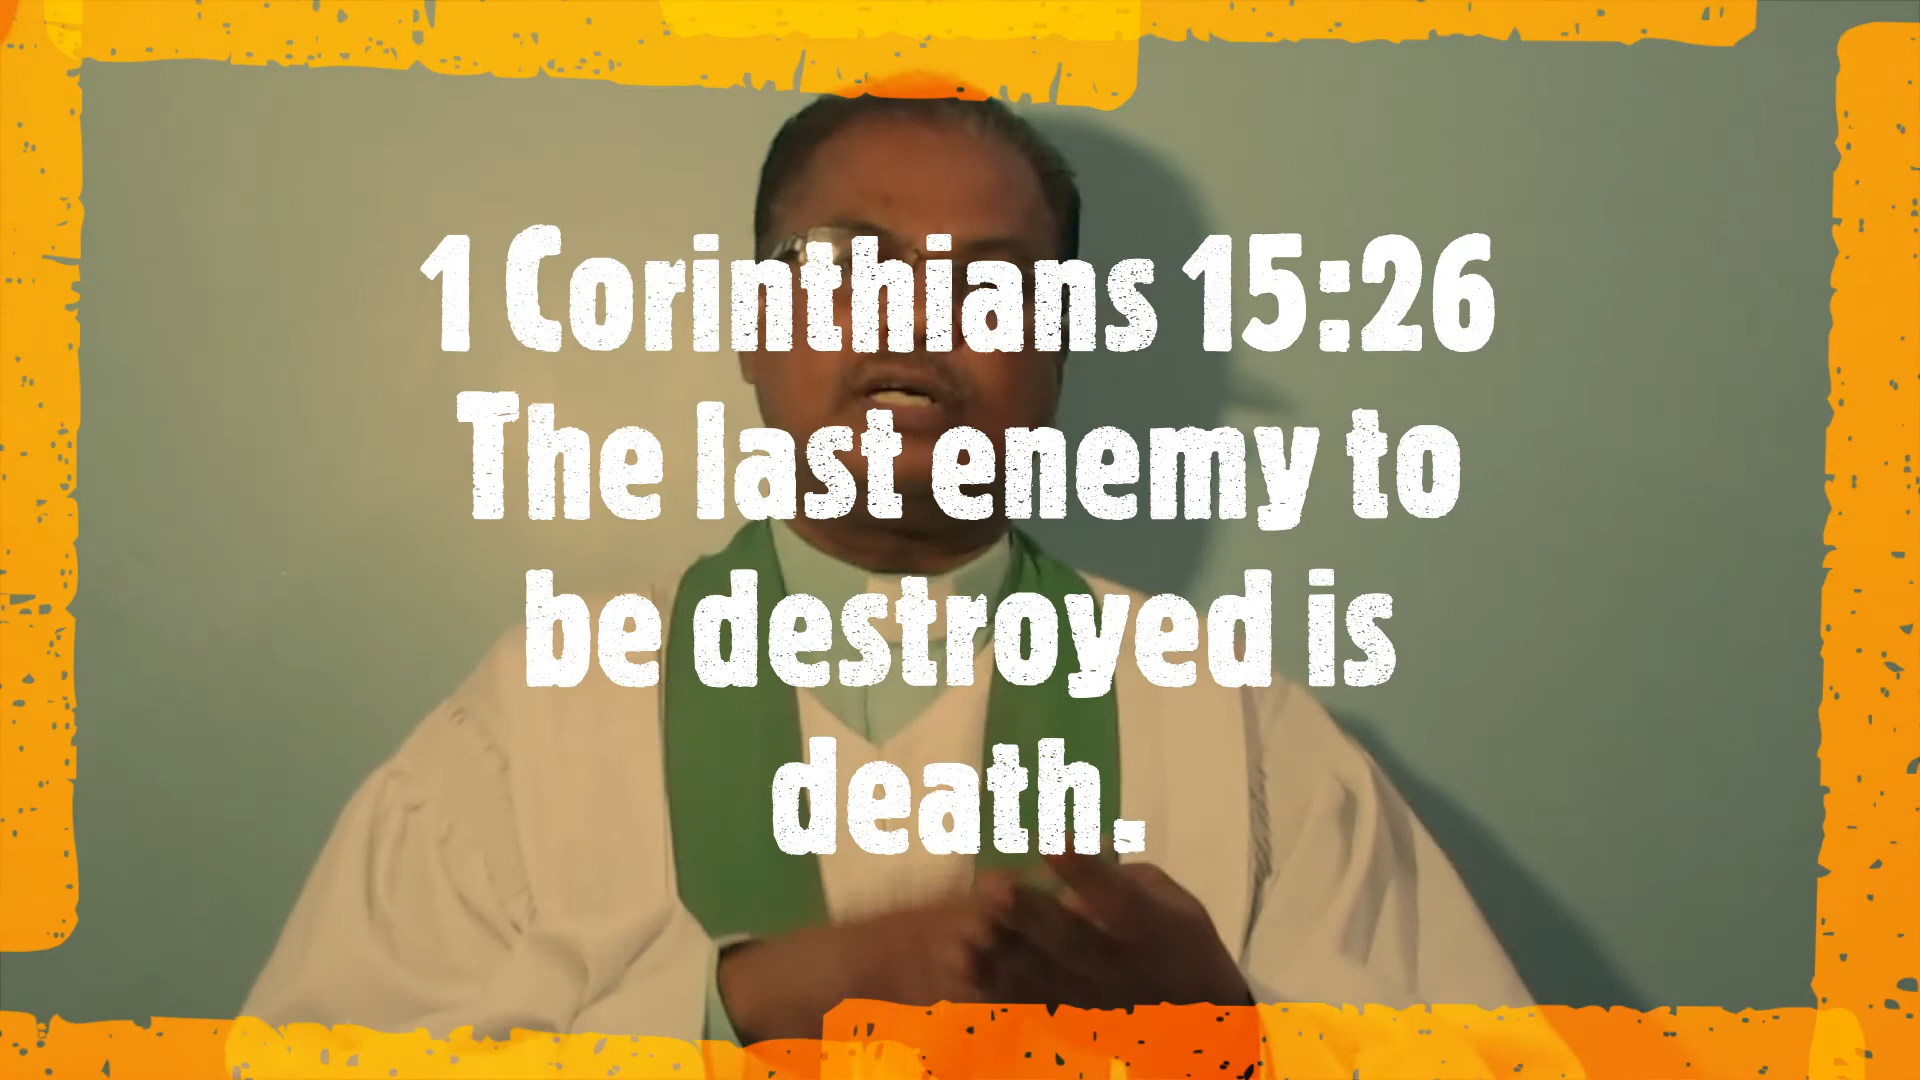 1 Corinthians 15:26
The last enemy to
be destroyed is
death.